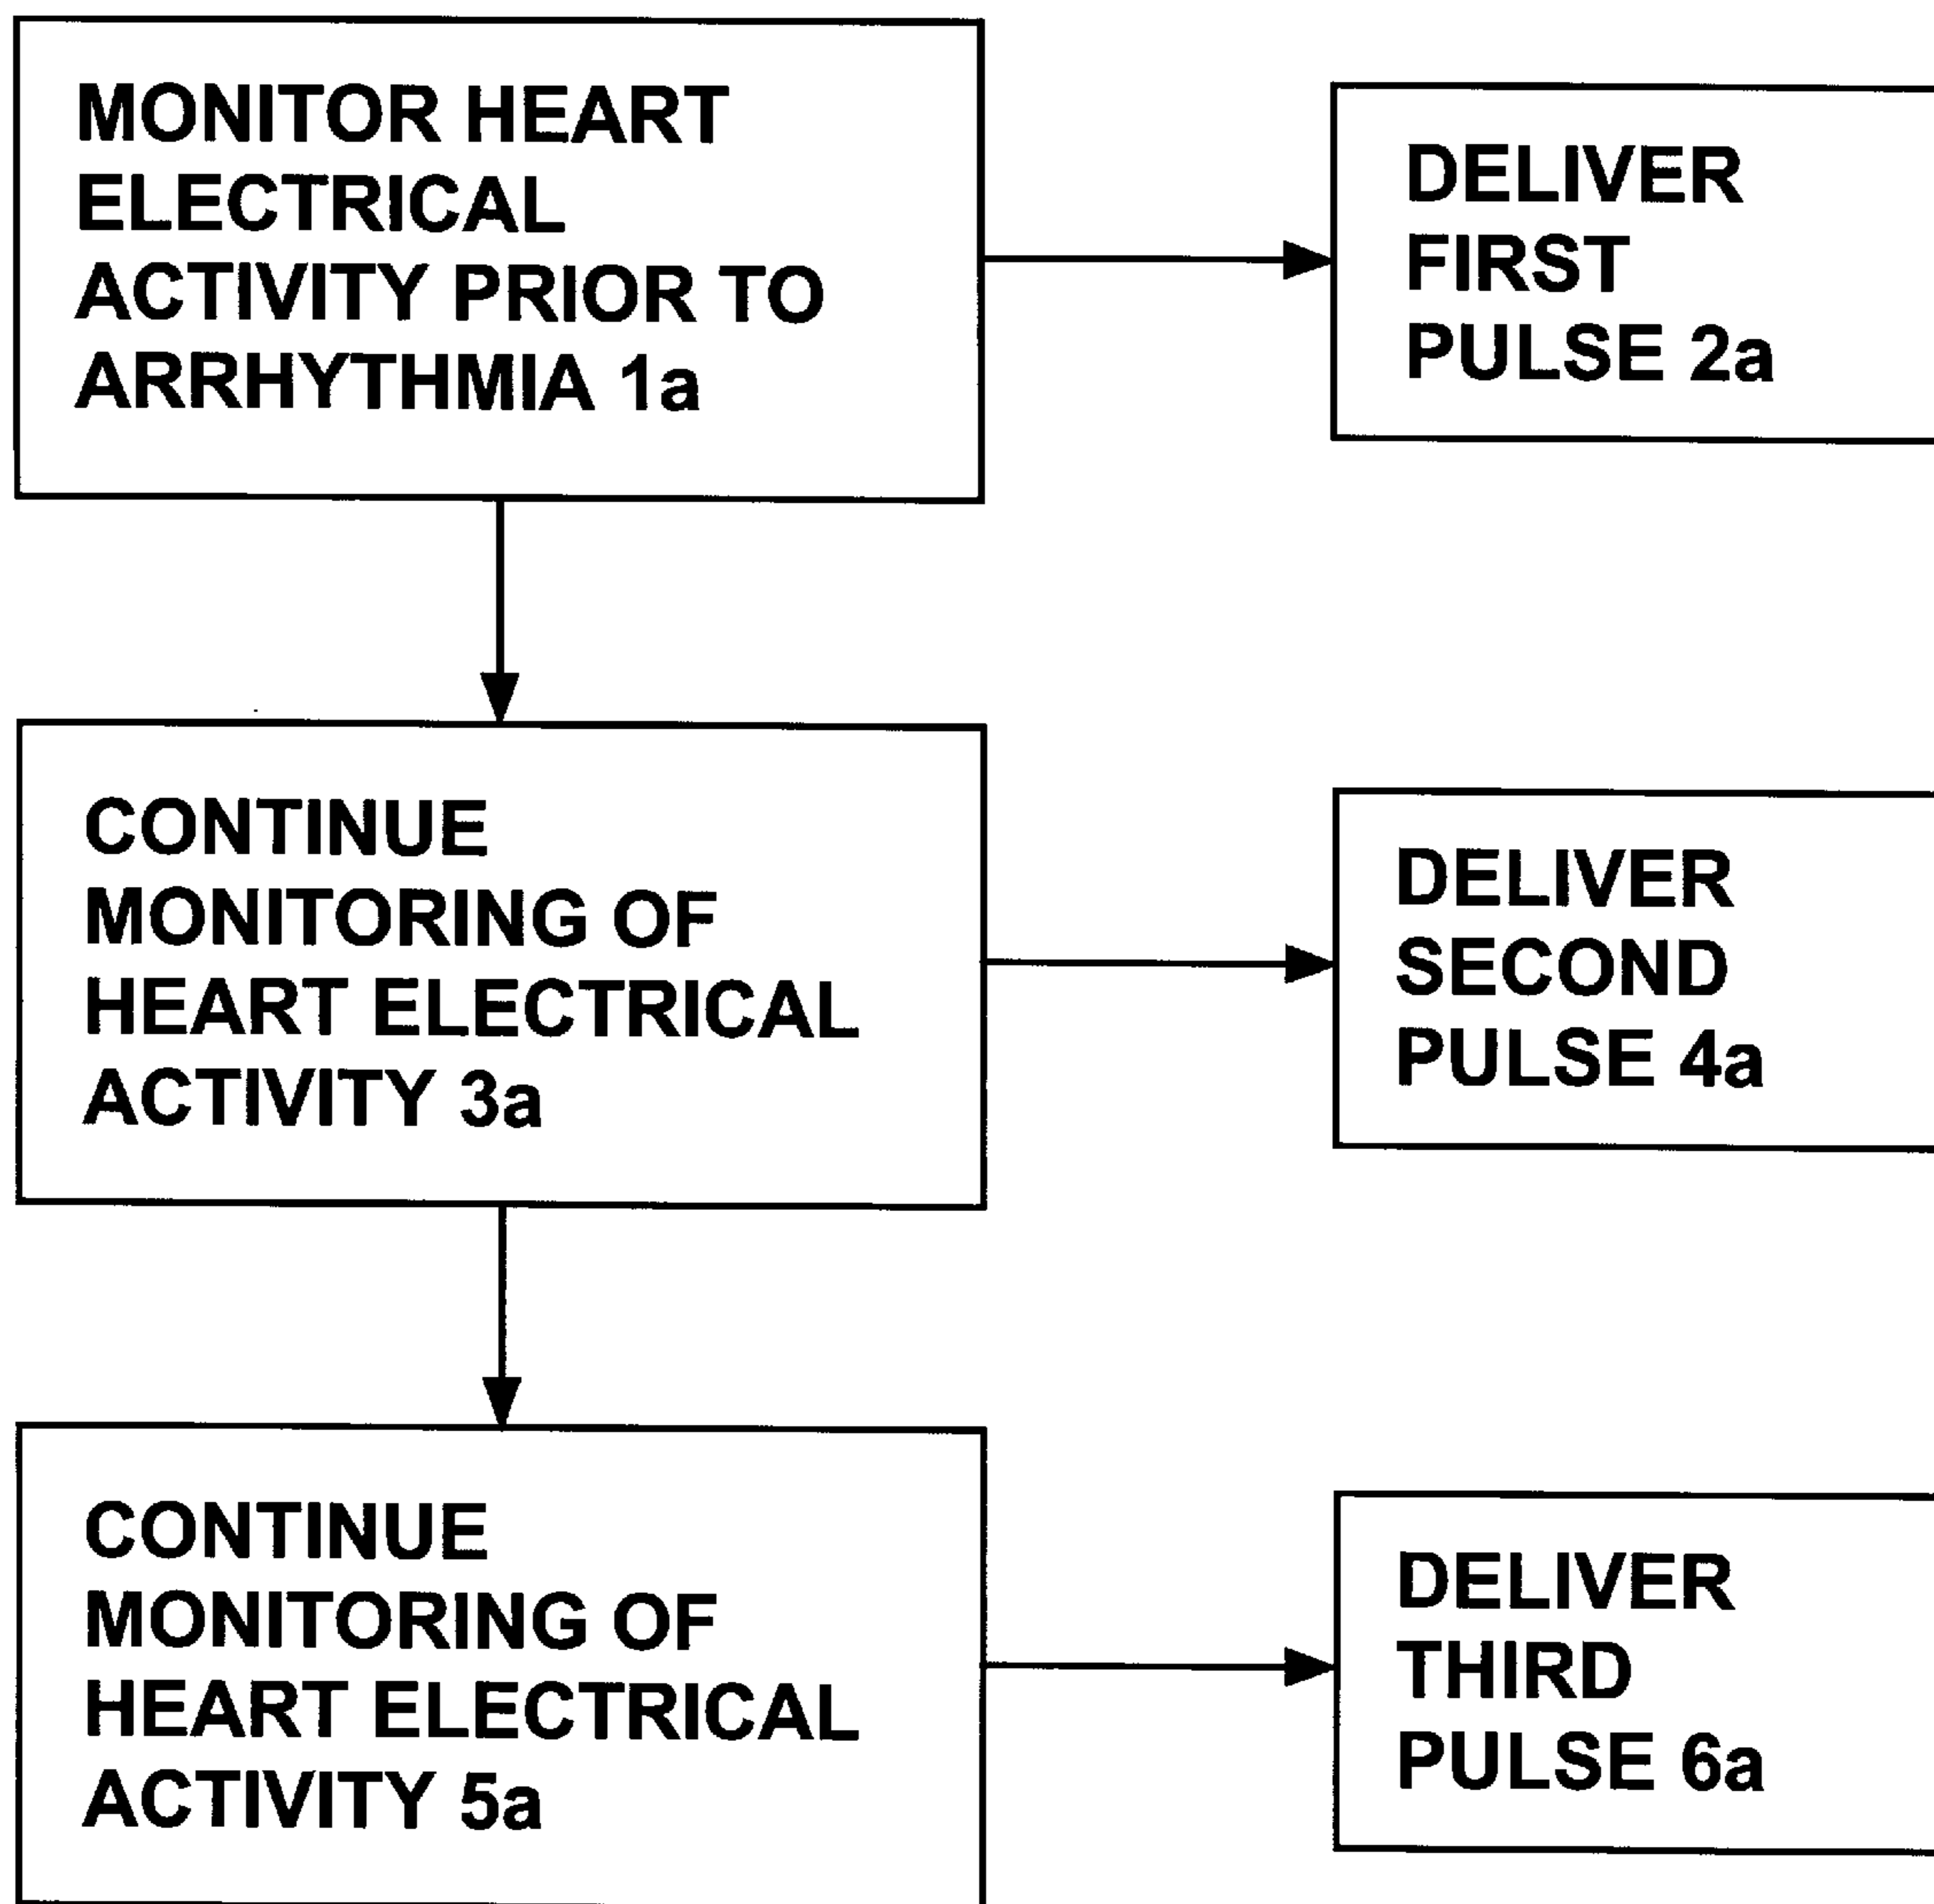 MONITOR HEART
ELECTRICAL
ACTIVITY PRIOR TO
ARRHYTHMIA 1a
DELIVER
FIRST
PULSE 2a
CONTINUE
MONITORING OF
HEART ELECTRICAL
ACTIVITY 3a
DELIVER
SECOND
PULSE 4a
CONTINUE
MONITORING OF
HEART ELECTRICAL
ACTIVITY 5a
DELIVER
THIRD
PULSE 6a